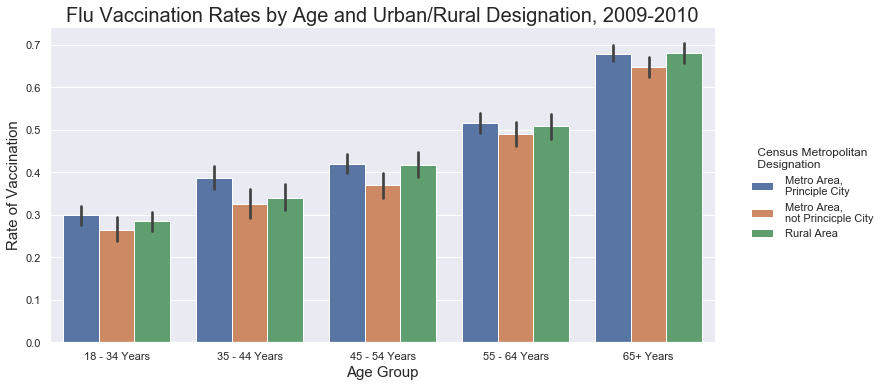 Flu Vaccination Rates by Age and Urban/Rural Designation, 2009-2010
0.7
0.6
0.5
0.4
0.3
0.2
0.1
0.0
Rate of Vaccination
18 - 34 Years
35 - 44 Years
45 - 54 Years
55 - 64 Years
65+ Years
Age Group
Census Metropolitan
Designation
Metro Area,
Principle City
Metro Area,
not Princicple City
Rural Area